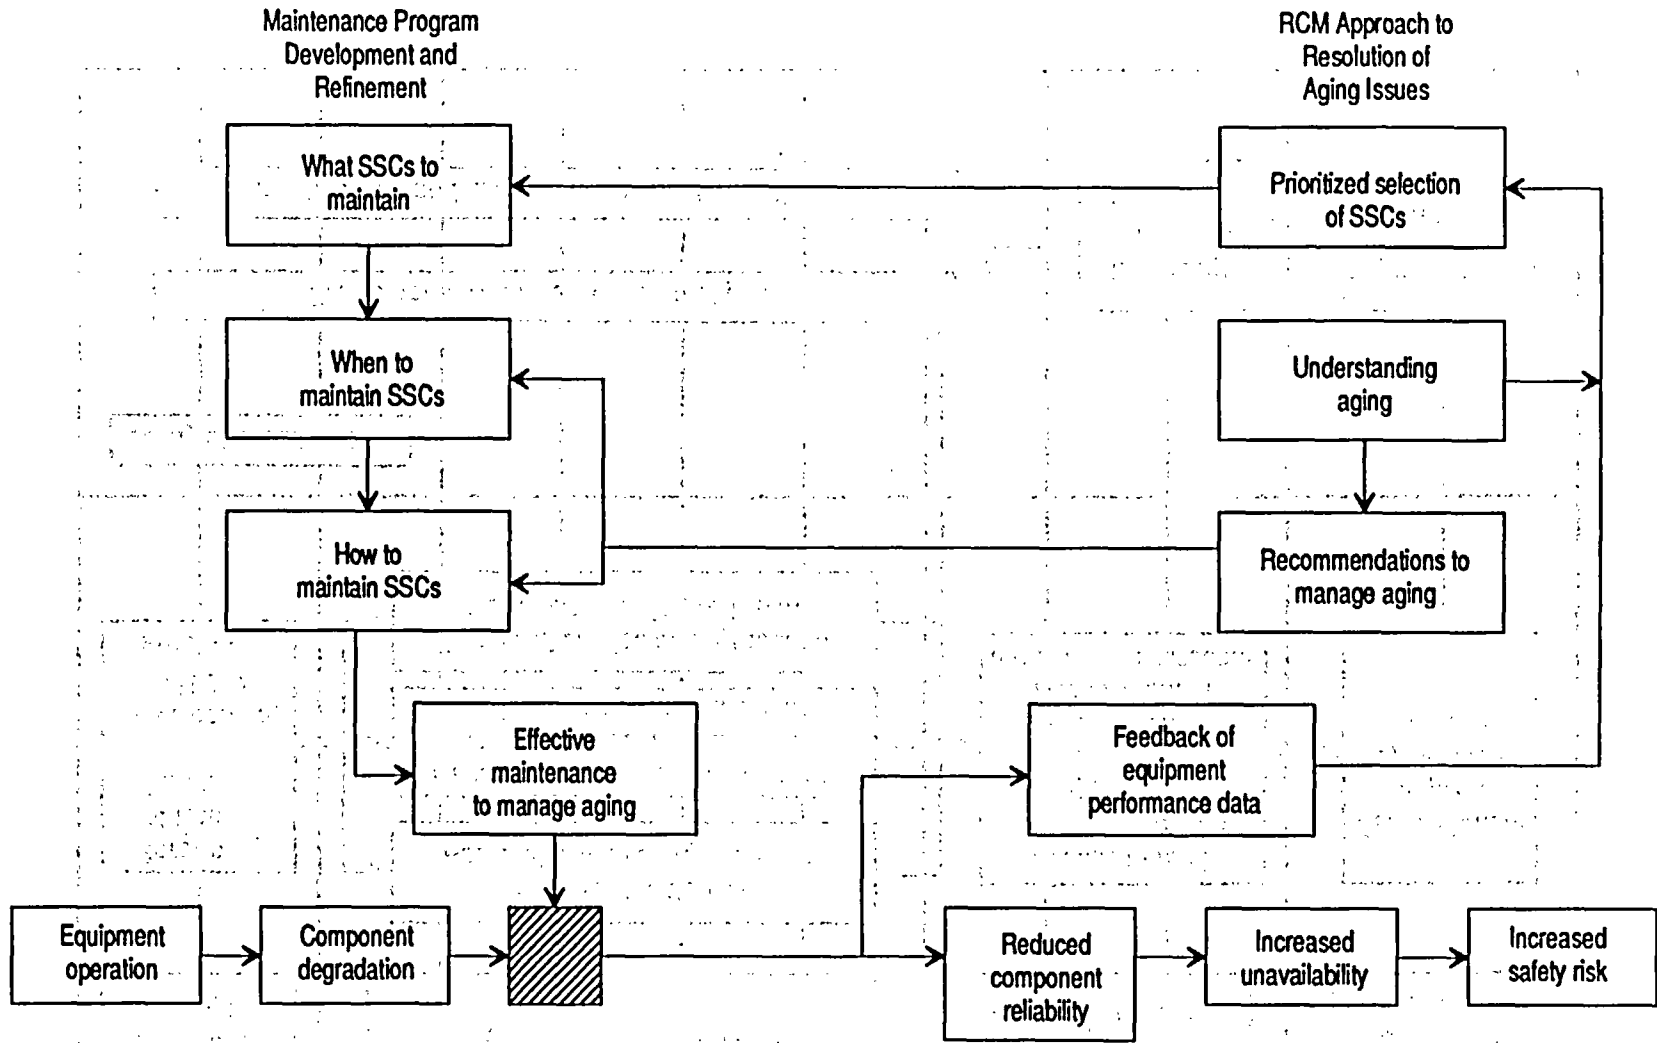 Maintenance Program
Development and
Refinement
RCM Approach to
Resolution of
Aging Issues
What SSCs to
maintain
Prioritized selection
of SSCs
When to
maintain SSCs
Understanding
aging
How to
maintain SSCs
Recommendations to
manage aging
Effective
maintenance
to manage aging
Feedback of
equipment
performance data
Equipment
operation
Component
degradation
Reduced
component
reliability
Increased
unavailability
Increased
safety risk